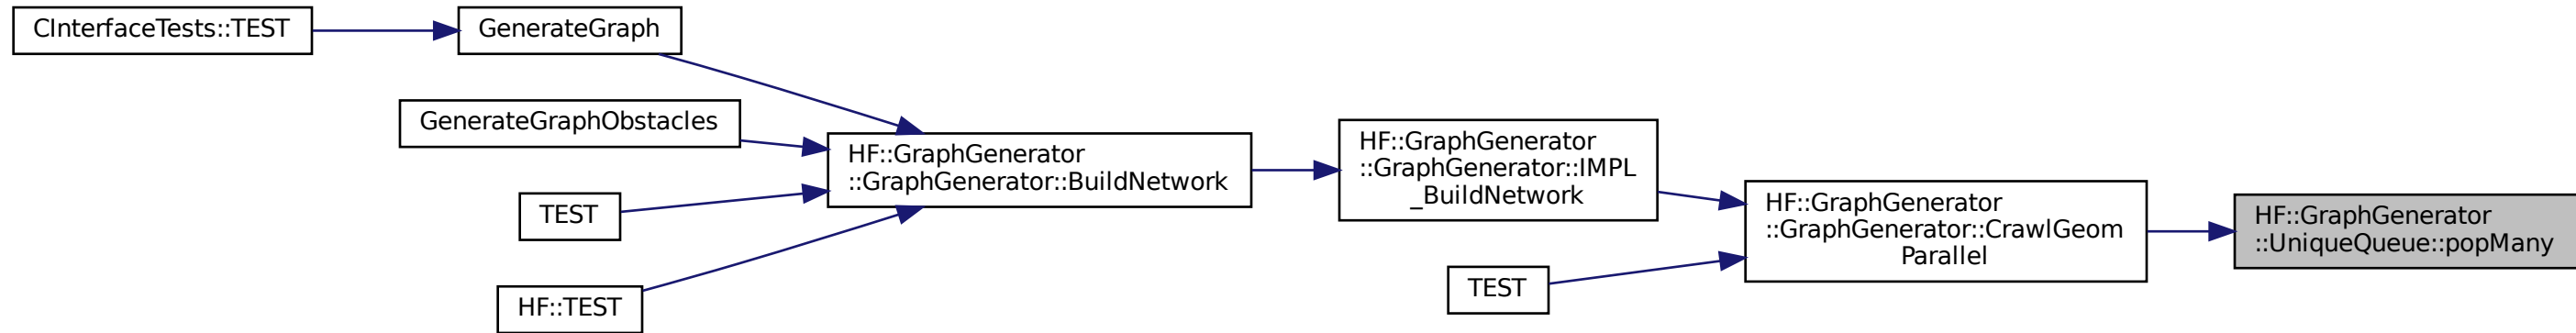 CInterfaceTests::TEST
GenerateGraph
GenerateGraphObstacles
TEST
HF::TEST
HF::GraphGenerator
::GraphGenerator::BuildNetwork
HF::GraphGenerator
::GraphGenerator::IMPL
_BuildNetwork
TEST
HF::GraphGenerator
::GraphGenerator::CrawlGeom
Parallel
HF::GraphGenerator
::UniqueQueue::popMany